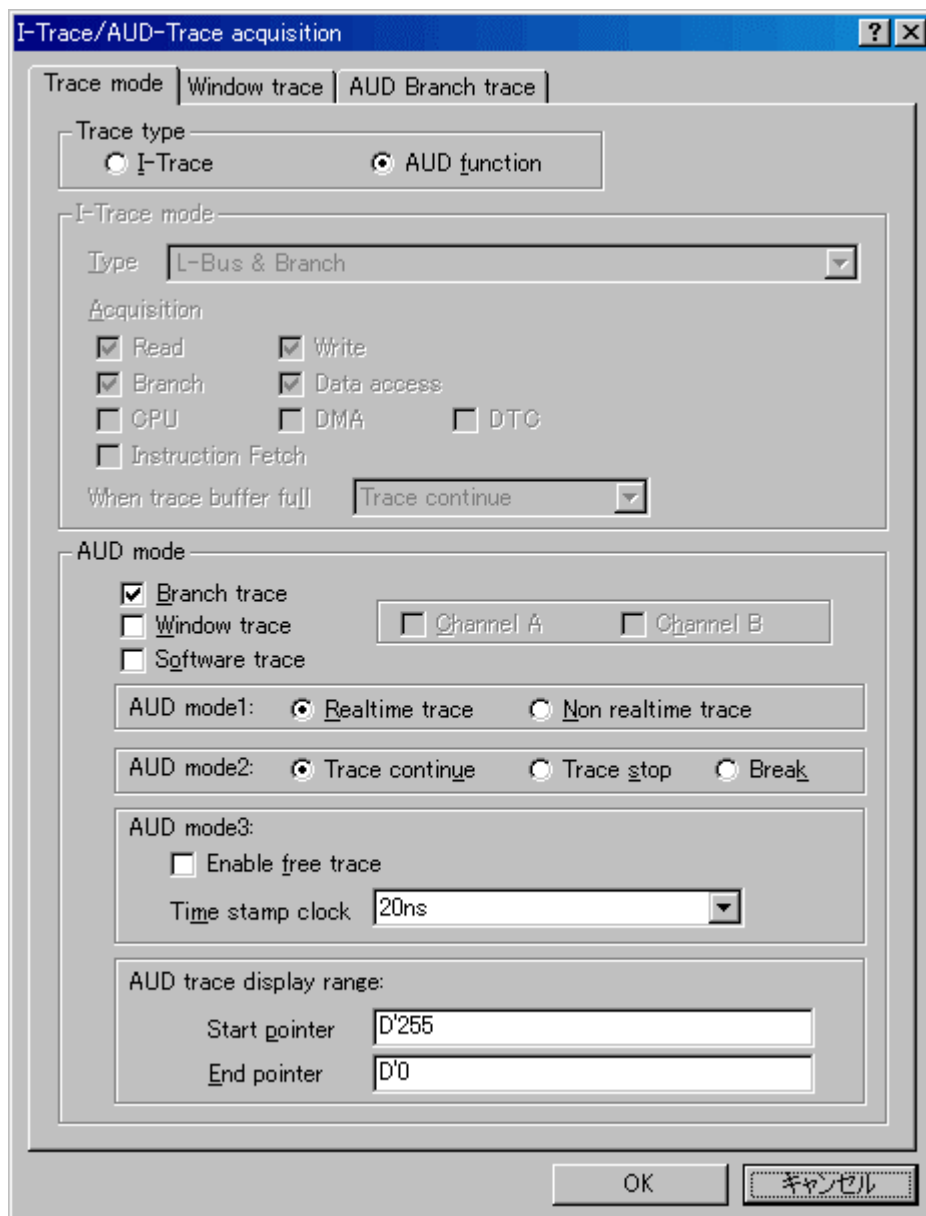 I-Trace/AUD-Trace acquisition
Trace mode Window trace AUD Branch trace
Trace type
I-Trace AUD function
I-Trace mode
Type L-Bus & Branch
Acquisition
Read Write
Branch Data access
CPU DMA DTC
Instruction Fetch
When trace buffer full Trace continue
AUD mode
Branch trace
Window trace Channel A Channel B
Software trace
AUD mode1: Realtime trace Non realtime trace
AUD mode2: Trace continue Trace stop Break
AUD mode3:
Enable free trace
Time stamp clock 20ns
AUD trace display range:
Start pointer D'255
End pointer D'0
OK キャンセル